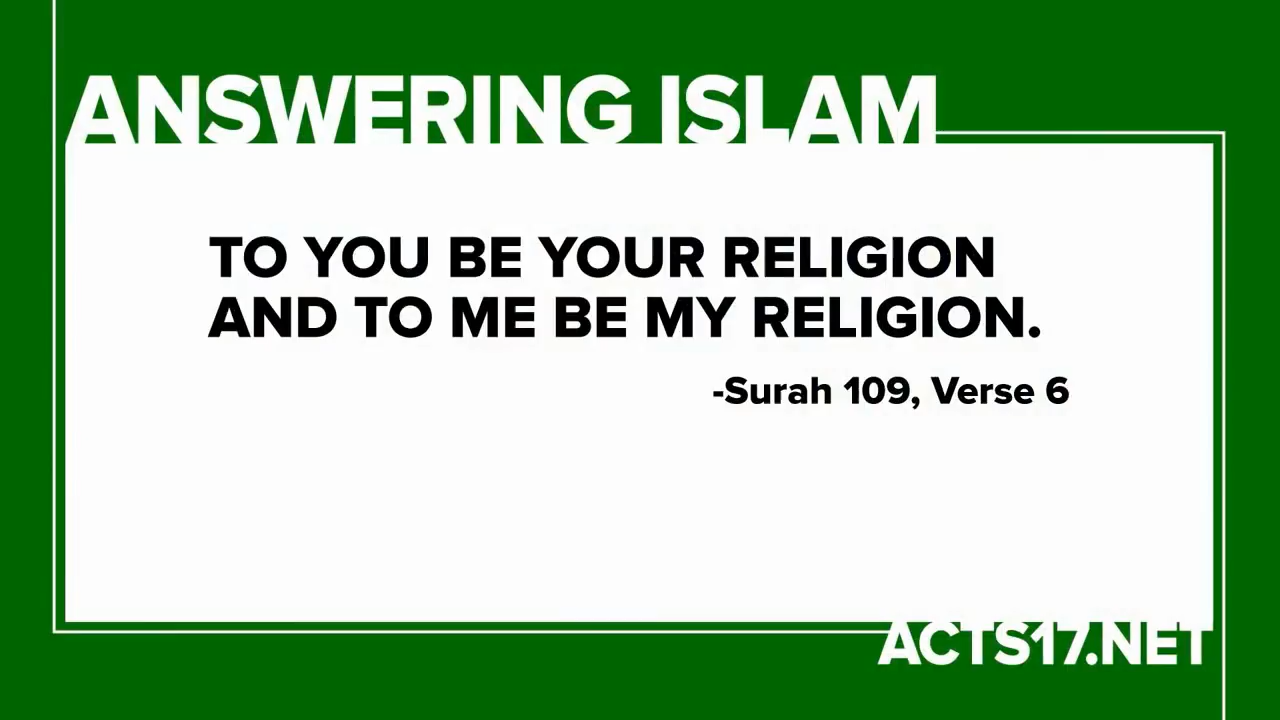 ANSWERING ISLAM
TO YOU BE YOUR RELIGION
AND TO ME BE MY RELIGION.
-Surah 109, Verse 6
ACTS17.NET